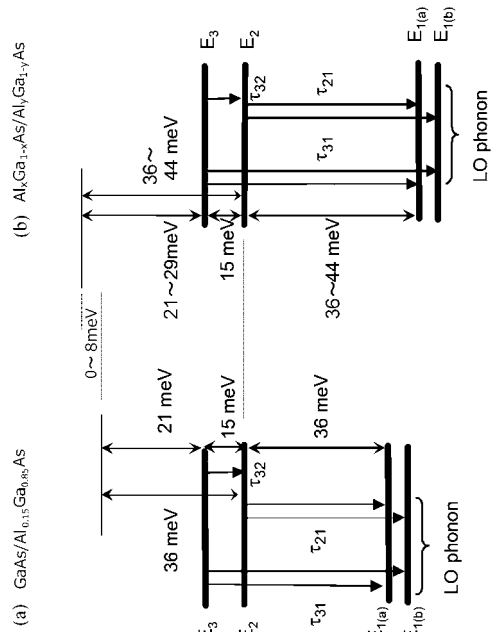 (a) GaAs/Al₀.₁₅Ga₀.₈₅As
36 meV
21 meV
15 meV
36 meV
E₃
E₂
τ₃₂
τ₂₁
τ₃₁
E₁₍ₐ₎
E₁₍b₎
LO phonon
0～8meV
(b) AlₓGa₁₋ₓAs/AlyGa₁₋yAs
36～
44 meV
21～29meV
15 meV
36～44 meV
E₃
E₂
τ₃₂
τ₂₁
τ₃₁
E₁₍ₐ₎
E₁₍b₎
LO phonon